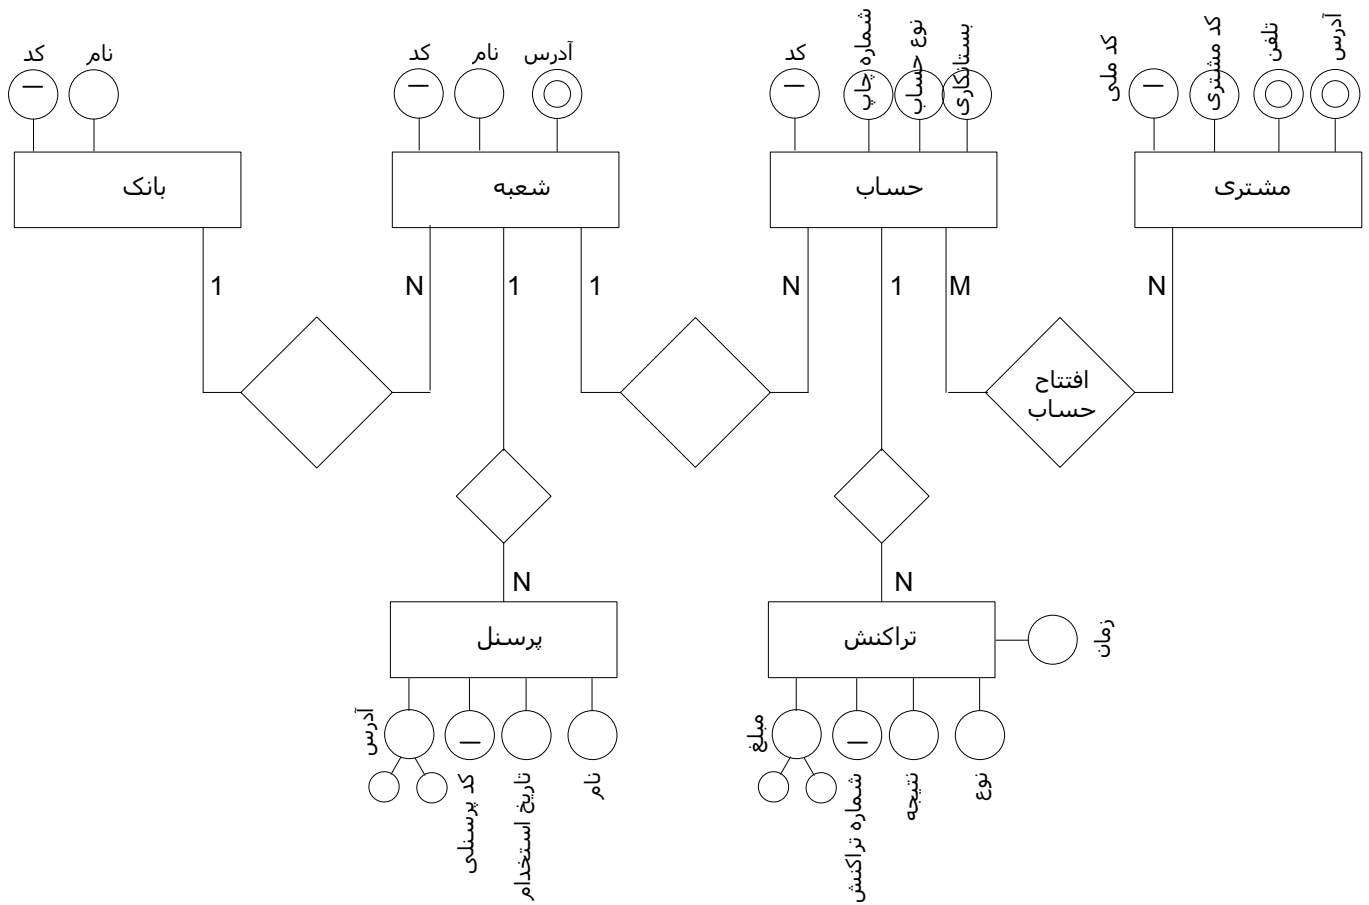 کد
نام
کد
نام
آدرس
کد
شماره چاپ
نوع حساب
بستانکاری
کد ملی
کد مشتری
تلفن
آدرس
بانک
شعبه
حساب
مشتری
1
N
1
1
N
1
M
N
افتتاح
حساب
N
N
پرسنل
تراکنش
زمان
آدرس
کد پرسنلی
تاریخ استخدام
نام
مبلغ
شماره تراکنش
نتیجه
نوع